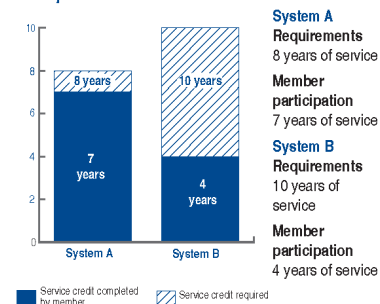 10
8
6
4
2
0
8 years
7
years
10 years
4
years
System A
System B
System A
Requirements
8 years of service
Member
participation
7 years of service
System B
Requirements
10 years of
service
Member
participation
4 years of service
Service credit completed
by member
Service credit required